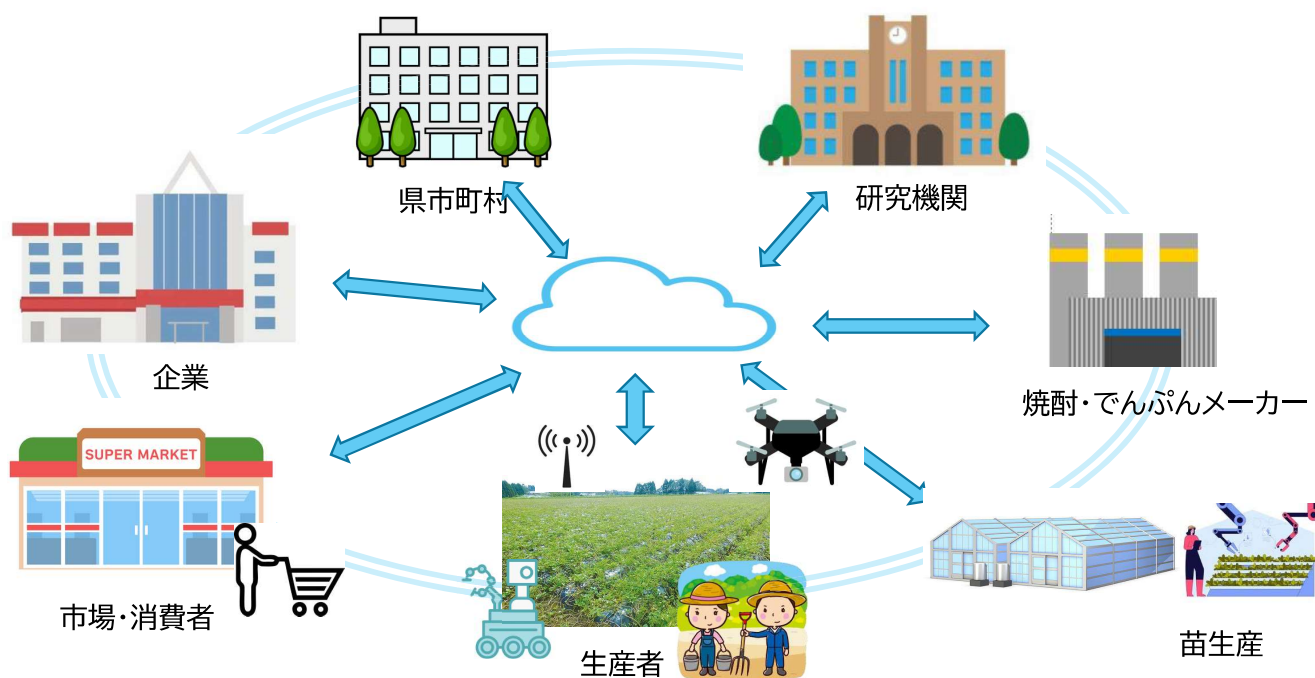 県市町村
研究機関
企業
焼酎・でんぷんメーカー
SUPER MARKET
市場・消費者
生産者
苗生産